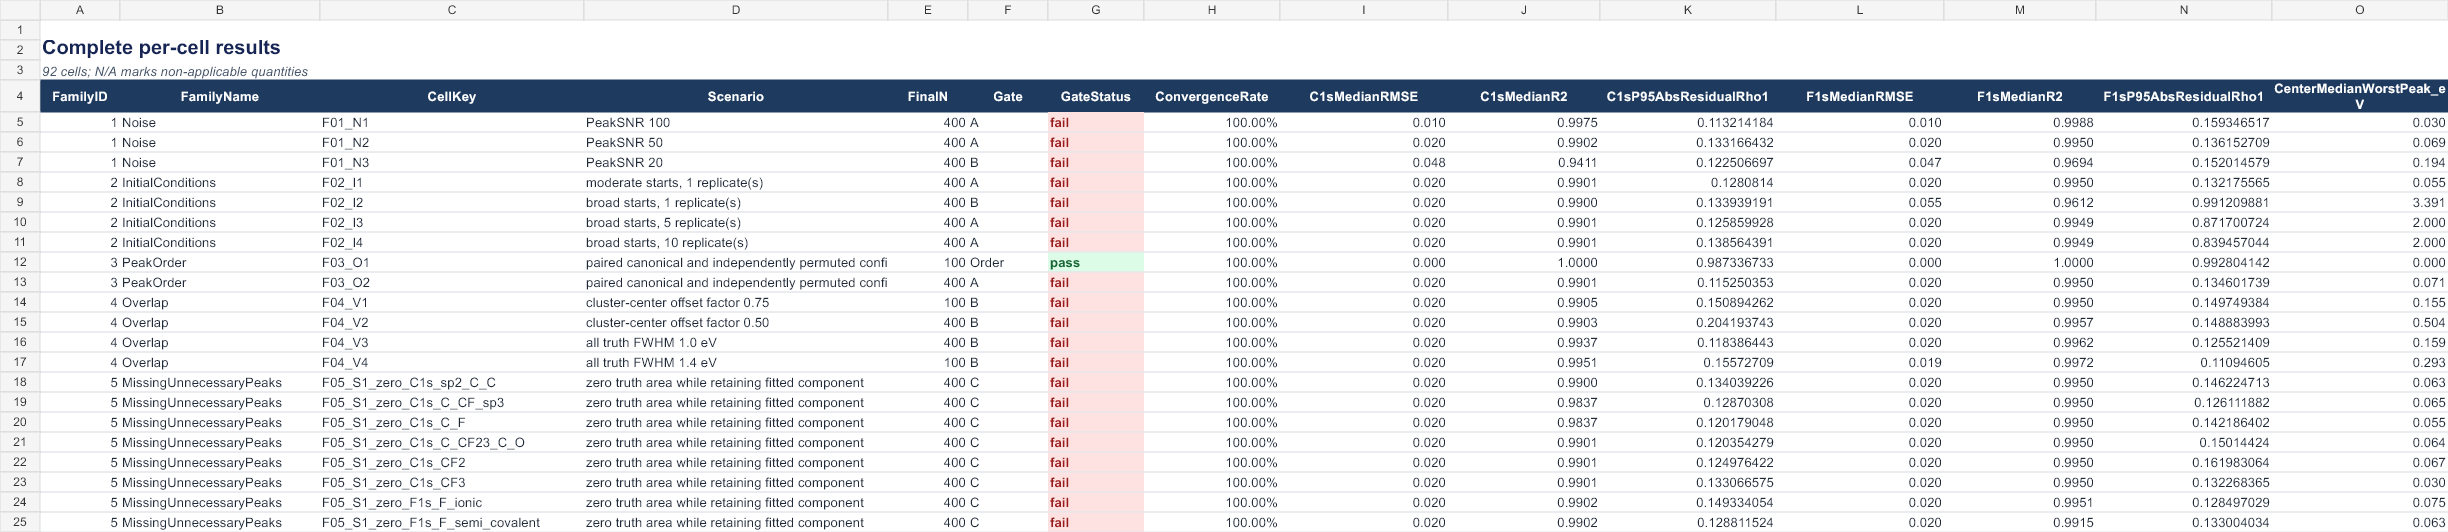 A B C D E F G H I J K L M N O
1
2 Complete per-cell results
3 92 cells; N/A marks non-applicable quantities
4 FamilyID FamilyName CellKey Scenario FinalN Gate GateStatus ConvergenceRate C1sMedianRMSE C1sMedianR2 C1sP95AbsResidualRho1 F1sMedianRMSE F1sMedianR2 F1sP95AbsResidualRho1 CenterMedianWorstPeak_eV
5 1 Noise F01_N1 PeakSNR 100 400 A fail 100.00% 0.010 0.9975 0.113214184 0.010 0.9988 0.159346517 0.030
6 1 Noise F01_N2 PeakSNR 50 400 A fail 100.00% 0.020 0.9902 0.133166432 0.020 0.9950 0.136152709 0.069
7 1 Noise F01_N3 PeakSNR 20 400 B fail 100.00% 0.048 0.9411 0.122506697 0.047 0.9694 0.152014579 0.194
8 2 InitialConditions F02_I1 moderate starts, 1 replicate(s) 400 A fail 100.00% 0.020 0.9901 0.1280814 0.020 0.9950 0.132175565 0.055
9 2 InitialConditions F02_I2 broad starts, 1 replicate(s) 400 B fail 100.00% 0.020 0.9900 0.133939191 0.055 0.9612 0.991209881 3.391
10 2 InitialConditions F02_I3 broad starts, 5 replicate(s) 400 A fail 100.00% 0.020 0.9901 0.125859928 0.020 0.9949 0.871700724 2.000
11 2 InitialConditions F02_I4 broad starts, 10 replicate(s) 400 A fail 100.00% 0.020 0.9901 0.138564391 0.020 0.9949 0.839457044 2.000
12 3 PeakOrder F03_O1 paired canonical and independently permuted confi 100 Order pass 100.00% 0.000 1.0000 0.987336733 0.000 1.0000 0.992804142 0.000
13 3 PeakOrder F03_O2 paired canonical and independently permuted confi 400 A fail 100.00% 0.020 0.9901 0.115250353 0.020 0.9950 0.134601739 0.071
14 4 Overlap F04_V1 cluster-center offset factor 0.75 100 B fail 100.00% 0.020 0.9905 0.150894262 0.020 0.9950 0.149749384 0.155
15 4 Overlap F04_V2 cluster-center offset factor 0.50 400 B fail 100.00% 0.020 0.9903 0.204193743 0.020 0.9957 0.148883993 0.504
16 4 Overlap F04_V3 all truth FWHM 1.0 eV 400 B fail 100.00% 0.020 0.9937 0.118386443 0.020 0.9962 0.125521409 0.159
17 4 Overlap F04_V4 all truth FWHM 1.4 eV 100 B fail 100.00% 0.020 0.9951 0.15572709 0.019 0.9972 0.11094605 0.293
18 5 MissingUnnecessaryPeaks F05_S1_zero_C1s_sp2_C_C zero truth area while retaining fitted component 400 C fail 100.00% 0.020 0.9900 0.134039226 0.020 0.9950 0.146224713 0.063
19 5 MissingUnnecessaryPeaks F05_S1_zero_C1s_C_CF_sp3 zero truth area while retaining fitted component 400 C fail 100.00% 0.020 0.9837 0.12870308 0.020 0.9950 0.126111882 0.065
20 5 MissingUnnecessaryPeaks F05_S1_zero_C1s_C_F zero truth area while retaining fitted component 400 C fail 100.00% 0.020 0.9837 0.120179048 0.020 0.9950 0.142186402 0.055
21 5 MissingUnnecessaryPeaks F05_S1_zero_C1s_C_CF23_C_O zero truth area while retaining fitted component 400 C fail 100.00% 0.020 0.9901 0.120354279 0.020 0.9950 0.15014424 0.064
22 5 MissingUnnecessaryPeaks F05_S1_zero_C1s_CF2 zero truth area while retaining fitted component 400 C fail 100.00% 0.020 0.9901 0.124976422 0.020 0.9950 0.161983064 0.067
23 5 MissingUnnecessaryPeaks F05_S1_zero_C1s_CF3 zero truth area while retaining fitted component 400 C fail 100.00% 0.020 0.9901 0.133066575 0.020 0.9950 0.132268365 0.030
24 5 MissingUnnecessaryPeaks F05_S1_zero_F1s_F_ionic zero truth area while retaining fitted component 400 C fail 100.00% 0.020 0.9902 0.149334054 0.020 0.9951 0.128497029 0.075
25 5 MissingUnnecessaryPeaks F05_S1_zero_F1s_F_semi_covalent zero truth area while retaining fitted component 400 C fail 100.00% 0.020 0.9902 0.128811524 0.020 0.9915 0.133004034 0.063